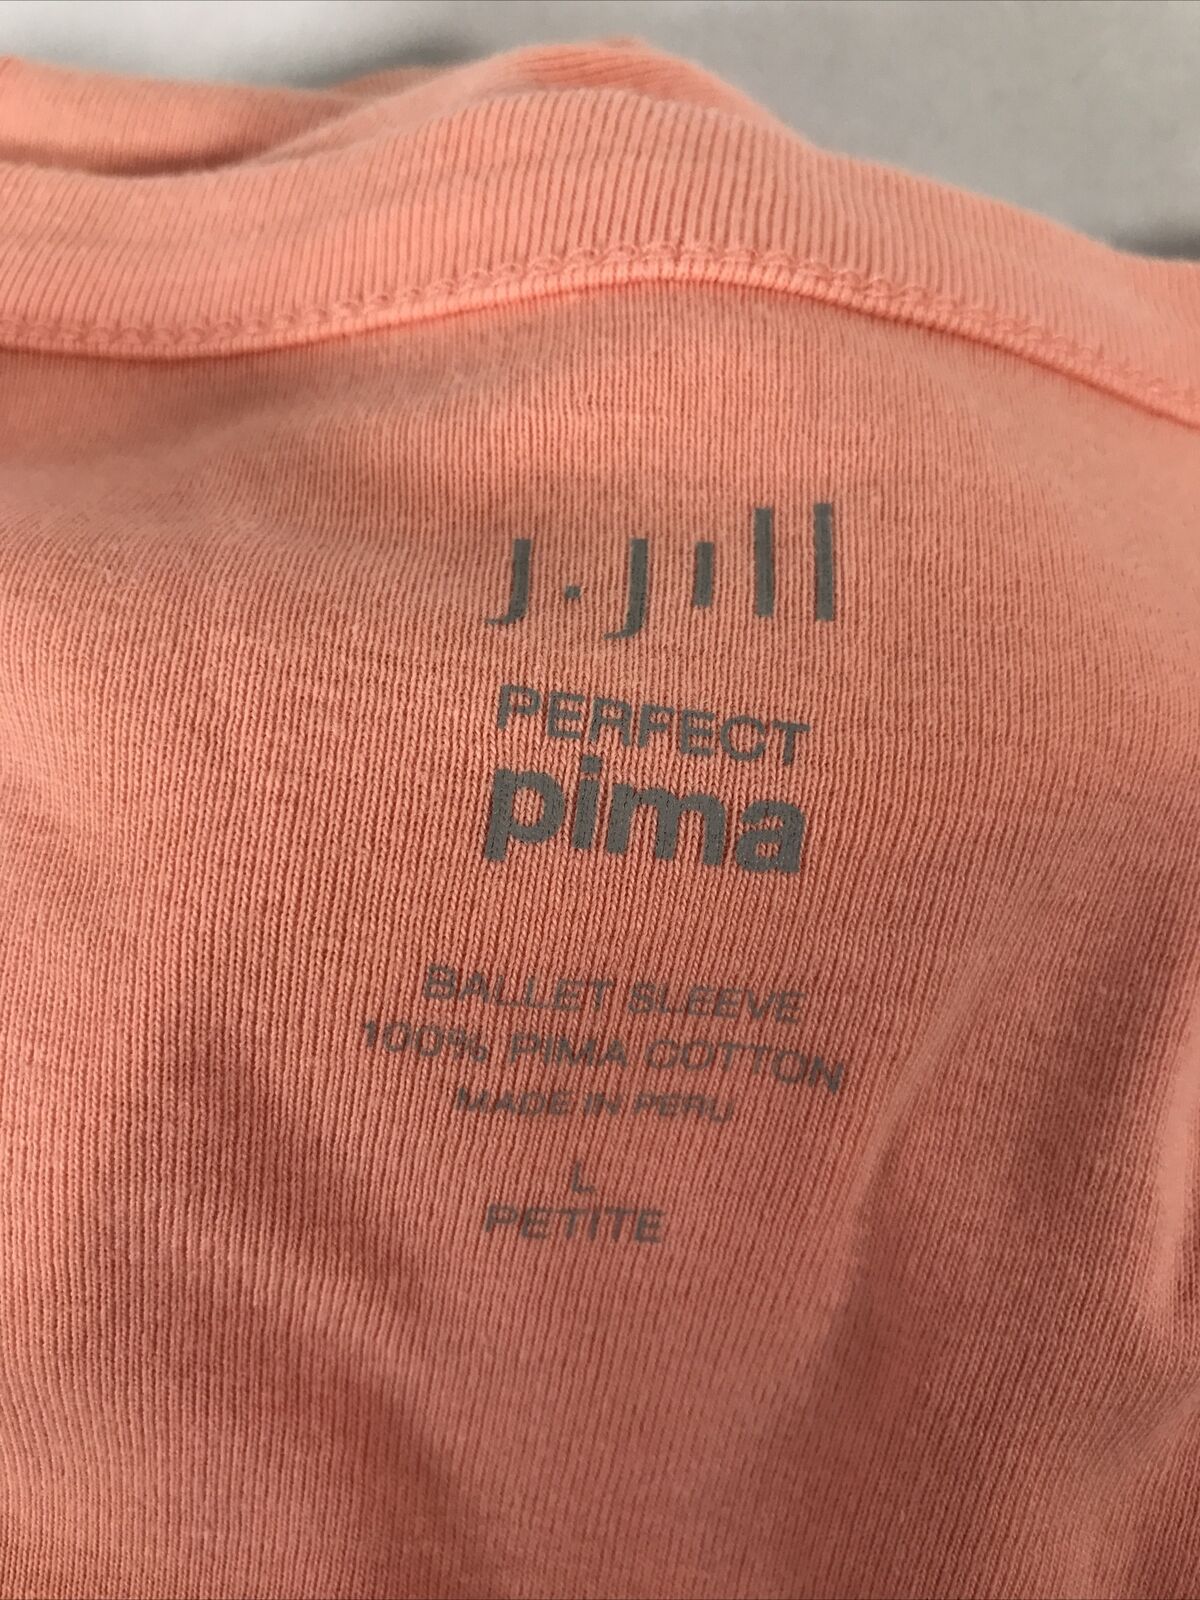 J.Jill
PERFECT
pima
BALLET SLEEVE
100% PIMA COTTON
MADE IN PERU
L
PETITE